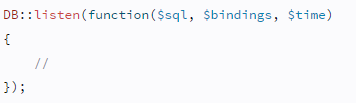 DB::listen(function($sql, $bindings, $time)
{
    //
});